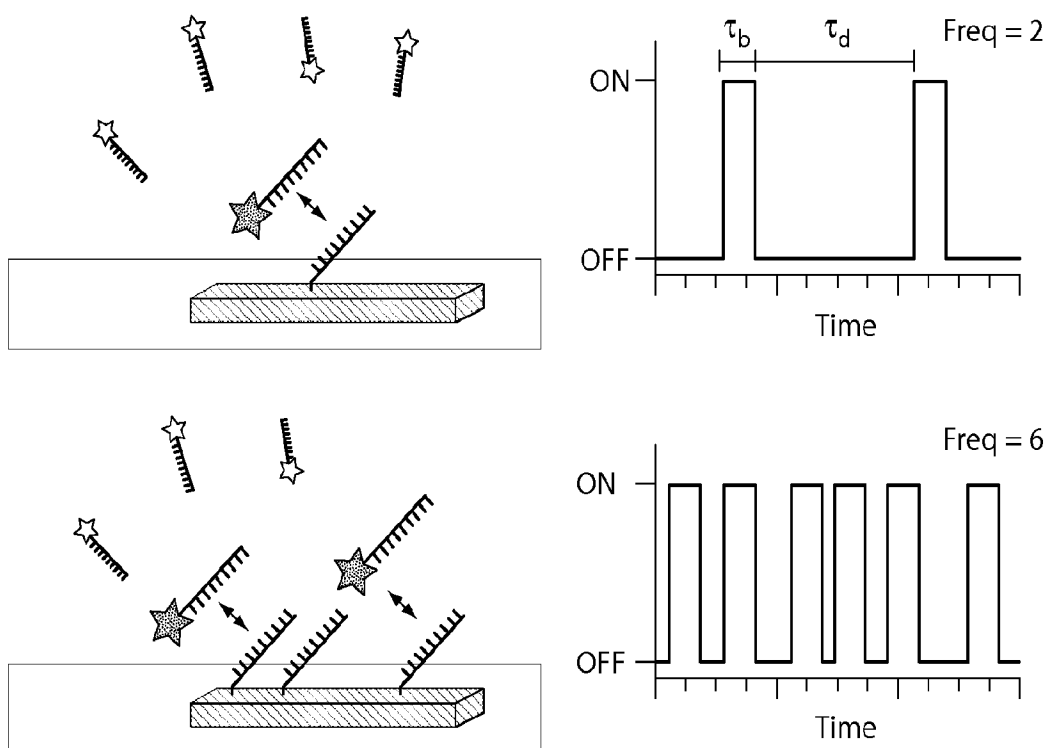 τb τd Freq = 2
ON
OFF
Time
Freq = 6
ON
OFF
Time